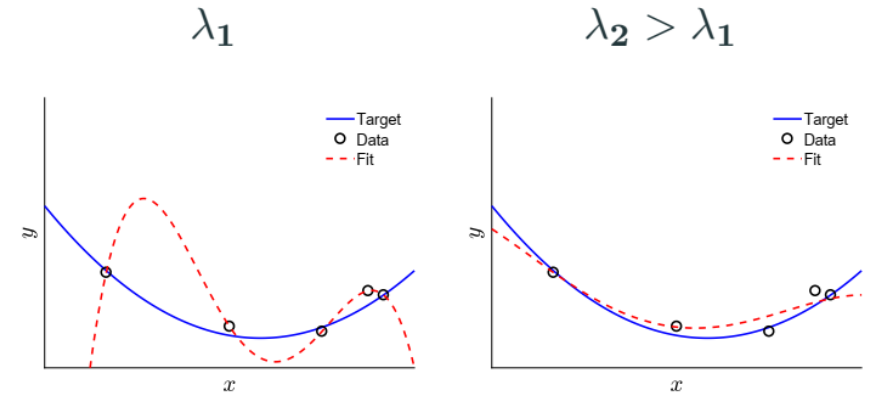 λ₁
λ₂ > λ₁
Target
Data
Fit
y
x
Target
Data
Fit
y
x